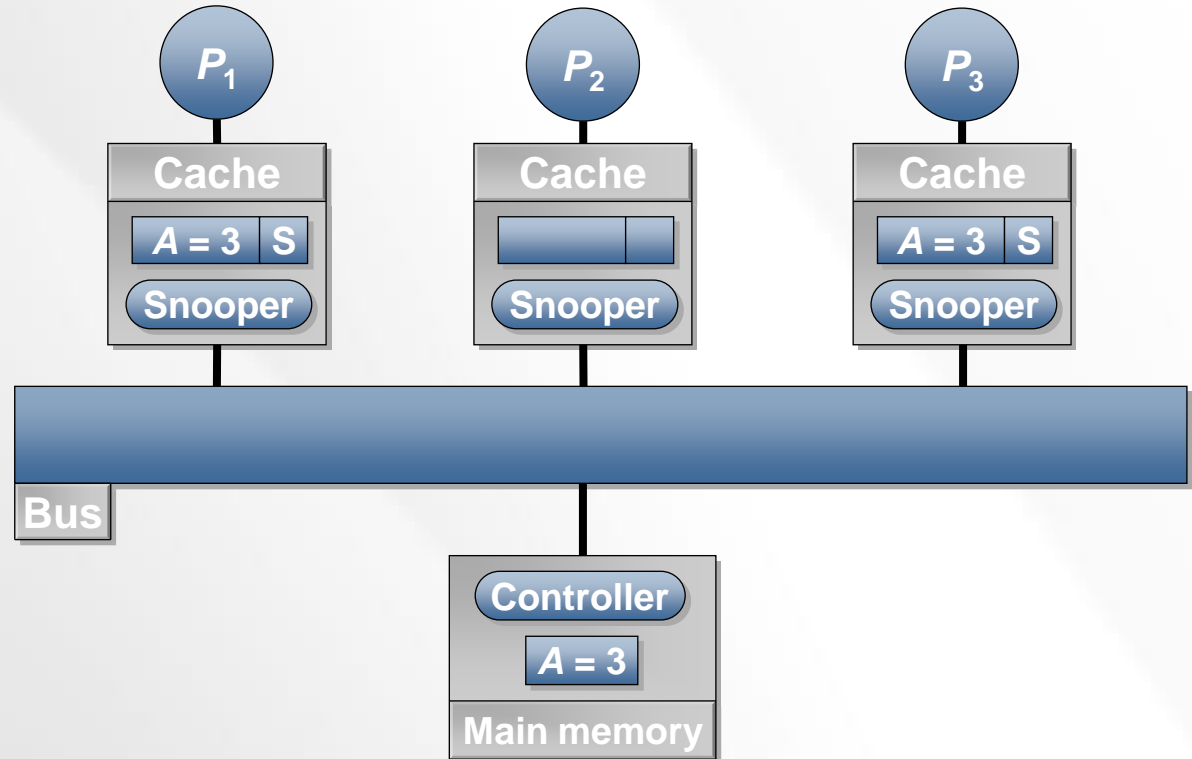 P1
P2
P3
Cache
Cache
Cache
A = 3 S
A = 3 S
Snooper
Snooper
Snooper
Bus
Controller
A = 3
Main memory